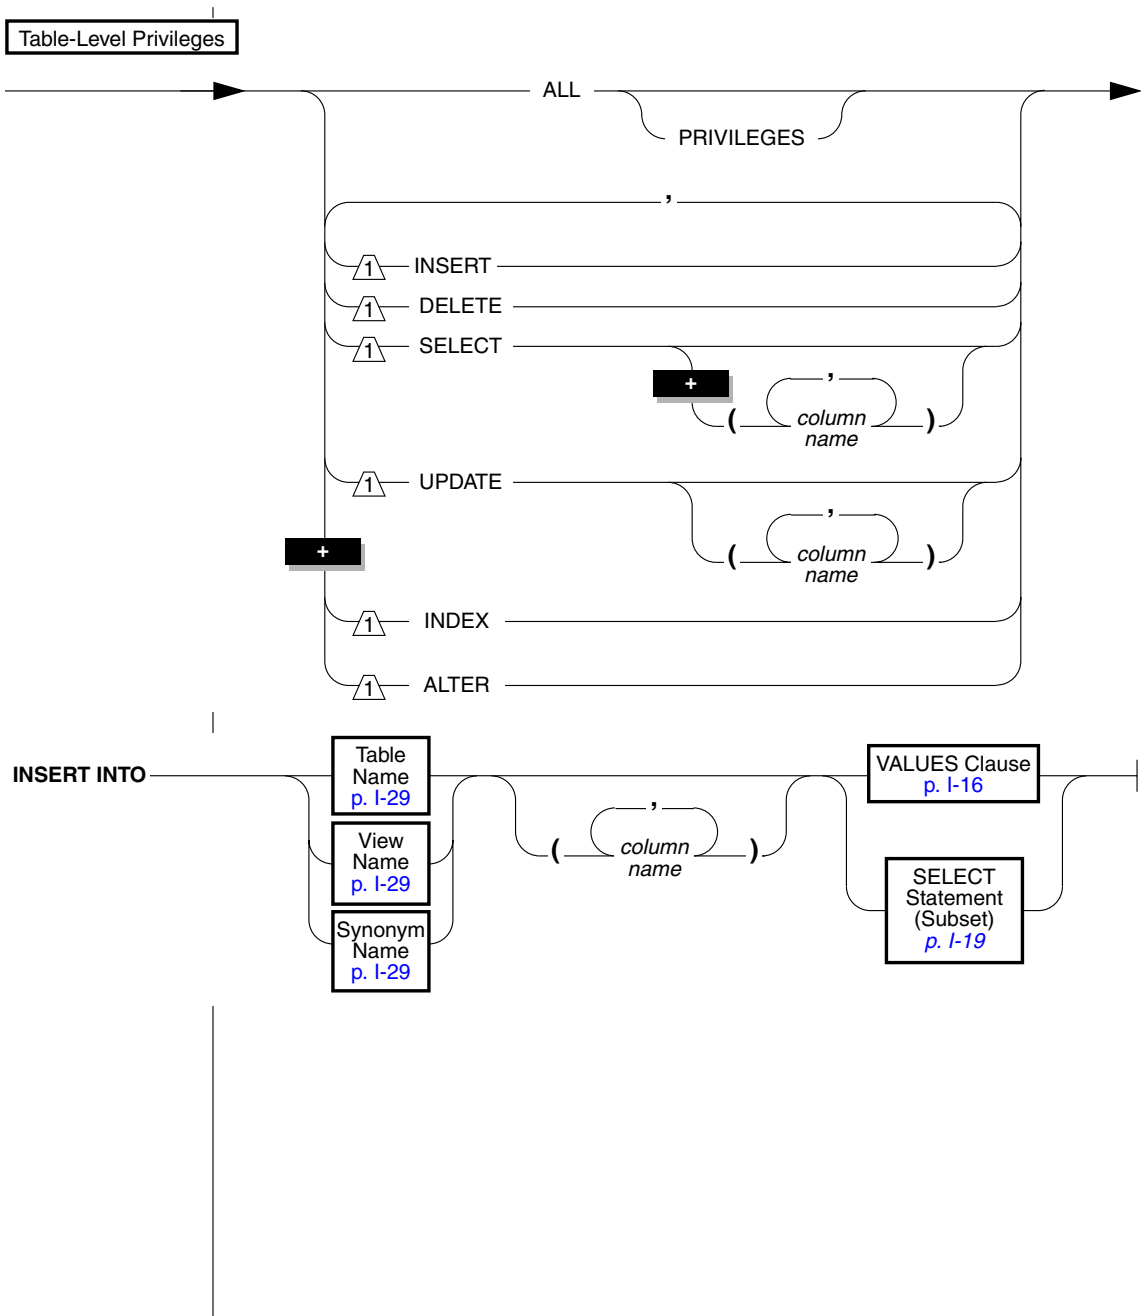 Table-Level Privileges
ALL
PRIVILEGES
,
1 INSERT
1 DELETE
1 SELECT
+
,
( column name )
1 UPDATE
,
( column name )
+
1 INDEX
1 ALTER
INSERT INTO
Table
Name
p. I-29
View
Name
p. I-29
Synonym
Name
p. I-29
,
( column name )
VALUES Clause
p. I-16
SELECT
Statement
(Subset)
p. I-19